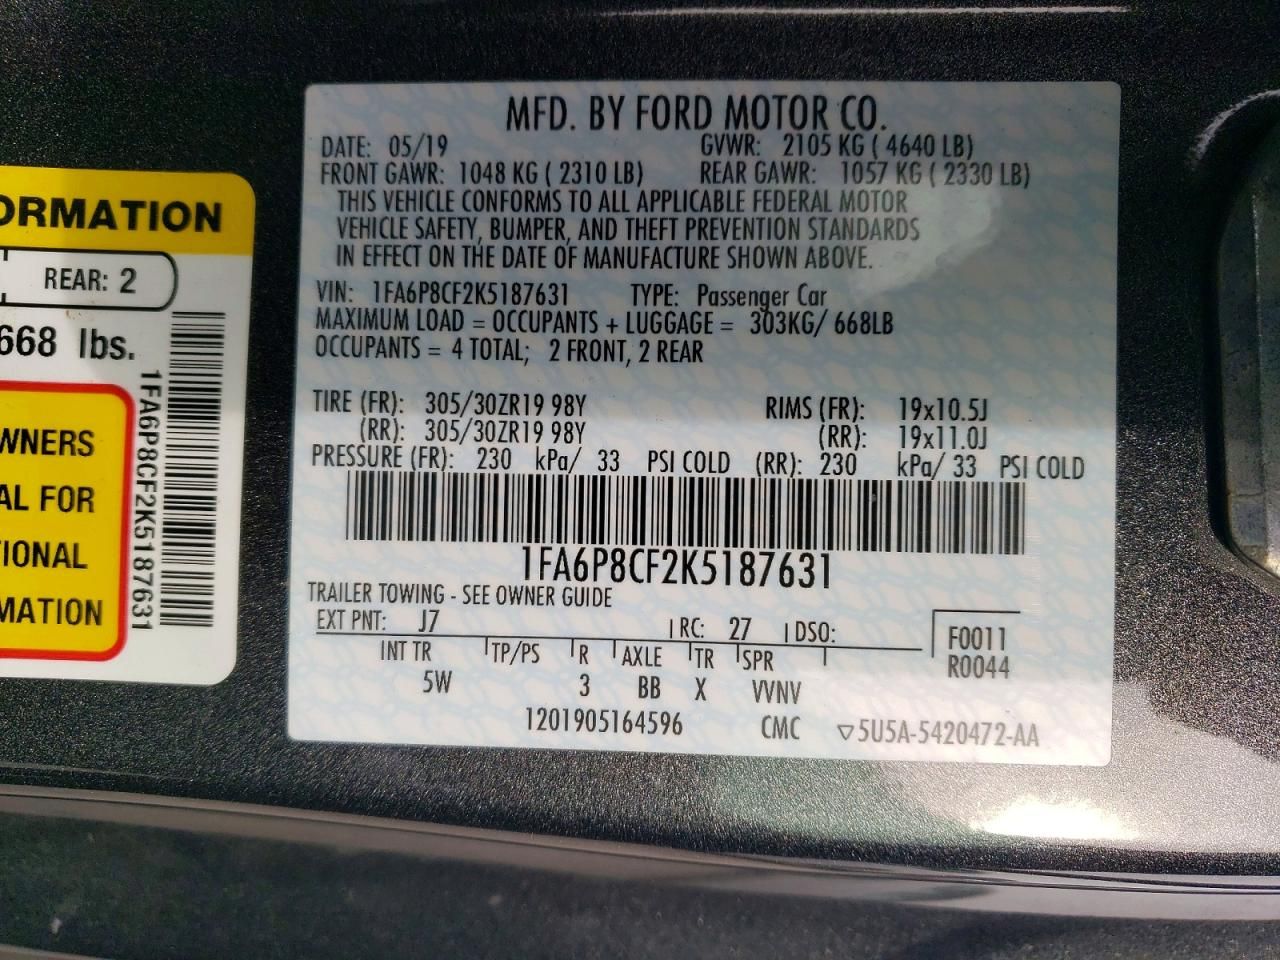 MFD. BY FORD MOTOR CO.
DATE: 05/19 GVWR: 2105 KG ( 4640 LB)
FRONT GAWR: 1048 KG ( 2310 LB) REAR GAWR: 1057 KG ( 2330 LB)
THIS VEHICLE CONFORMS TO ALL APPLICABLE FEDERAL MOTOR
VEHICLE SAFETY, BUMPER, AND THEFT PREVENTION STANDARDS
IN EFFECT ON THE DATE OF MANUFACTURE SHOWN ABOVE.
VIN: 1FA6P8CF2K5187631 TYPE: Passenger Car
MAXIMUM LOAD = OCCUPANTS + LUGGAGE = 303KG/ 668LB
OCCUPANTS = 4 TOTAL; 2 FRONT, 2 REAR
TIRE (FR): 305/30ZR19 98Y RIMS (FR): 19x10.5J
(RR): 305/30ZR19 98Y (RR): 19x11.0J
PRESSURE (FR): 230 kPa/ 33 PSI COLD (RR): 230 kPa/ 33 PSI COLD
1FA6P8CF2K5187631
TRAILER TOWING - SEE OWNER GUIDE
EXT PNT: J7 RC: 27 DSO: F0011
INT TR TP/PS R AXLE TR SPR R0044
5W 3 BB X VVNV
1201905164596 CMC ▽5U5A-5420472-AA
ORMATION
REAR: 2
668 lbs.
WNERS
AL FOR
TIONAL
MATION
1FA6P8CF2K5187631